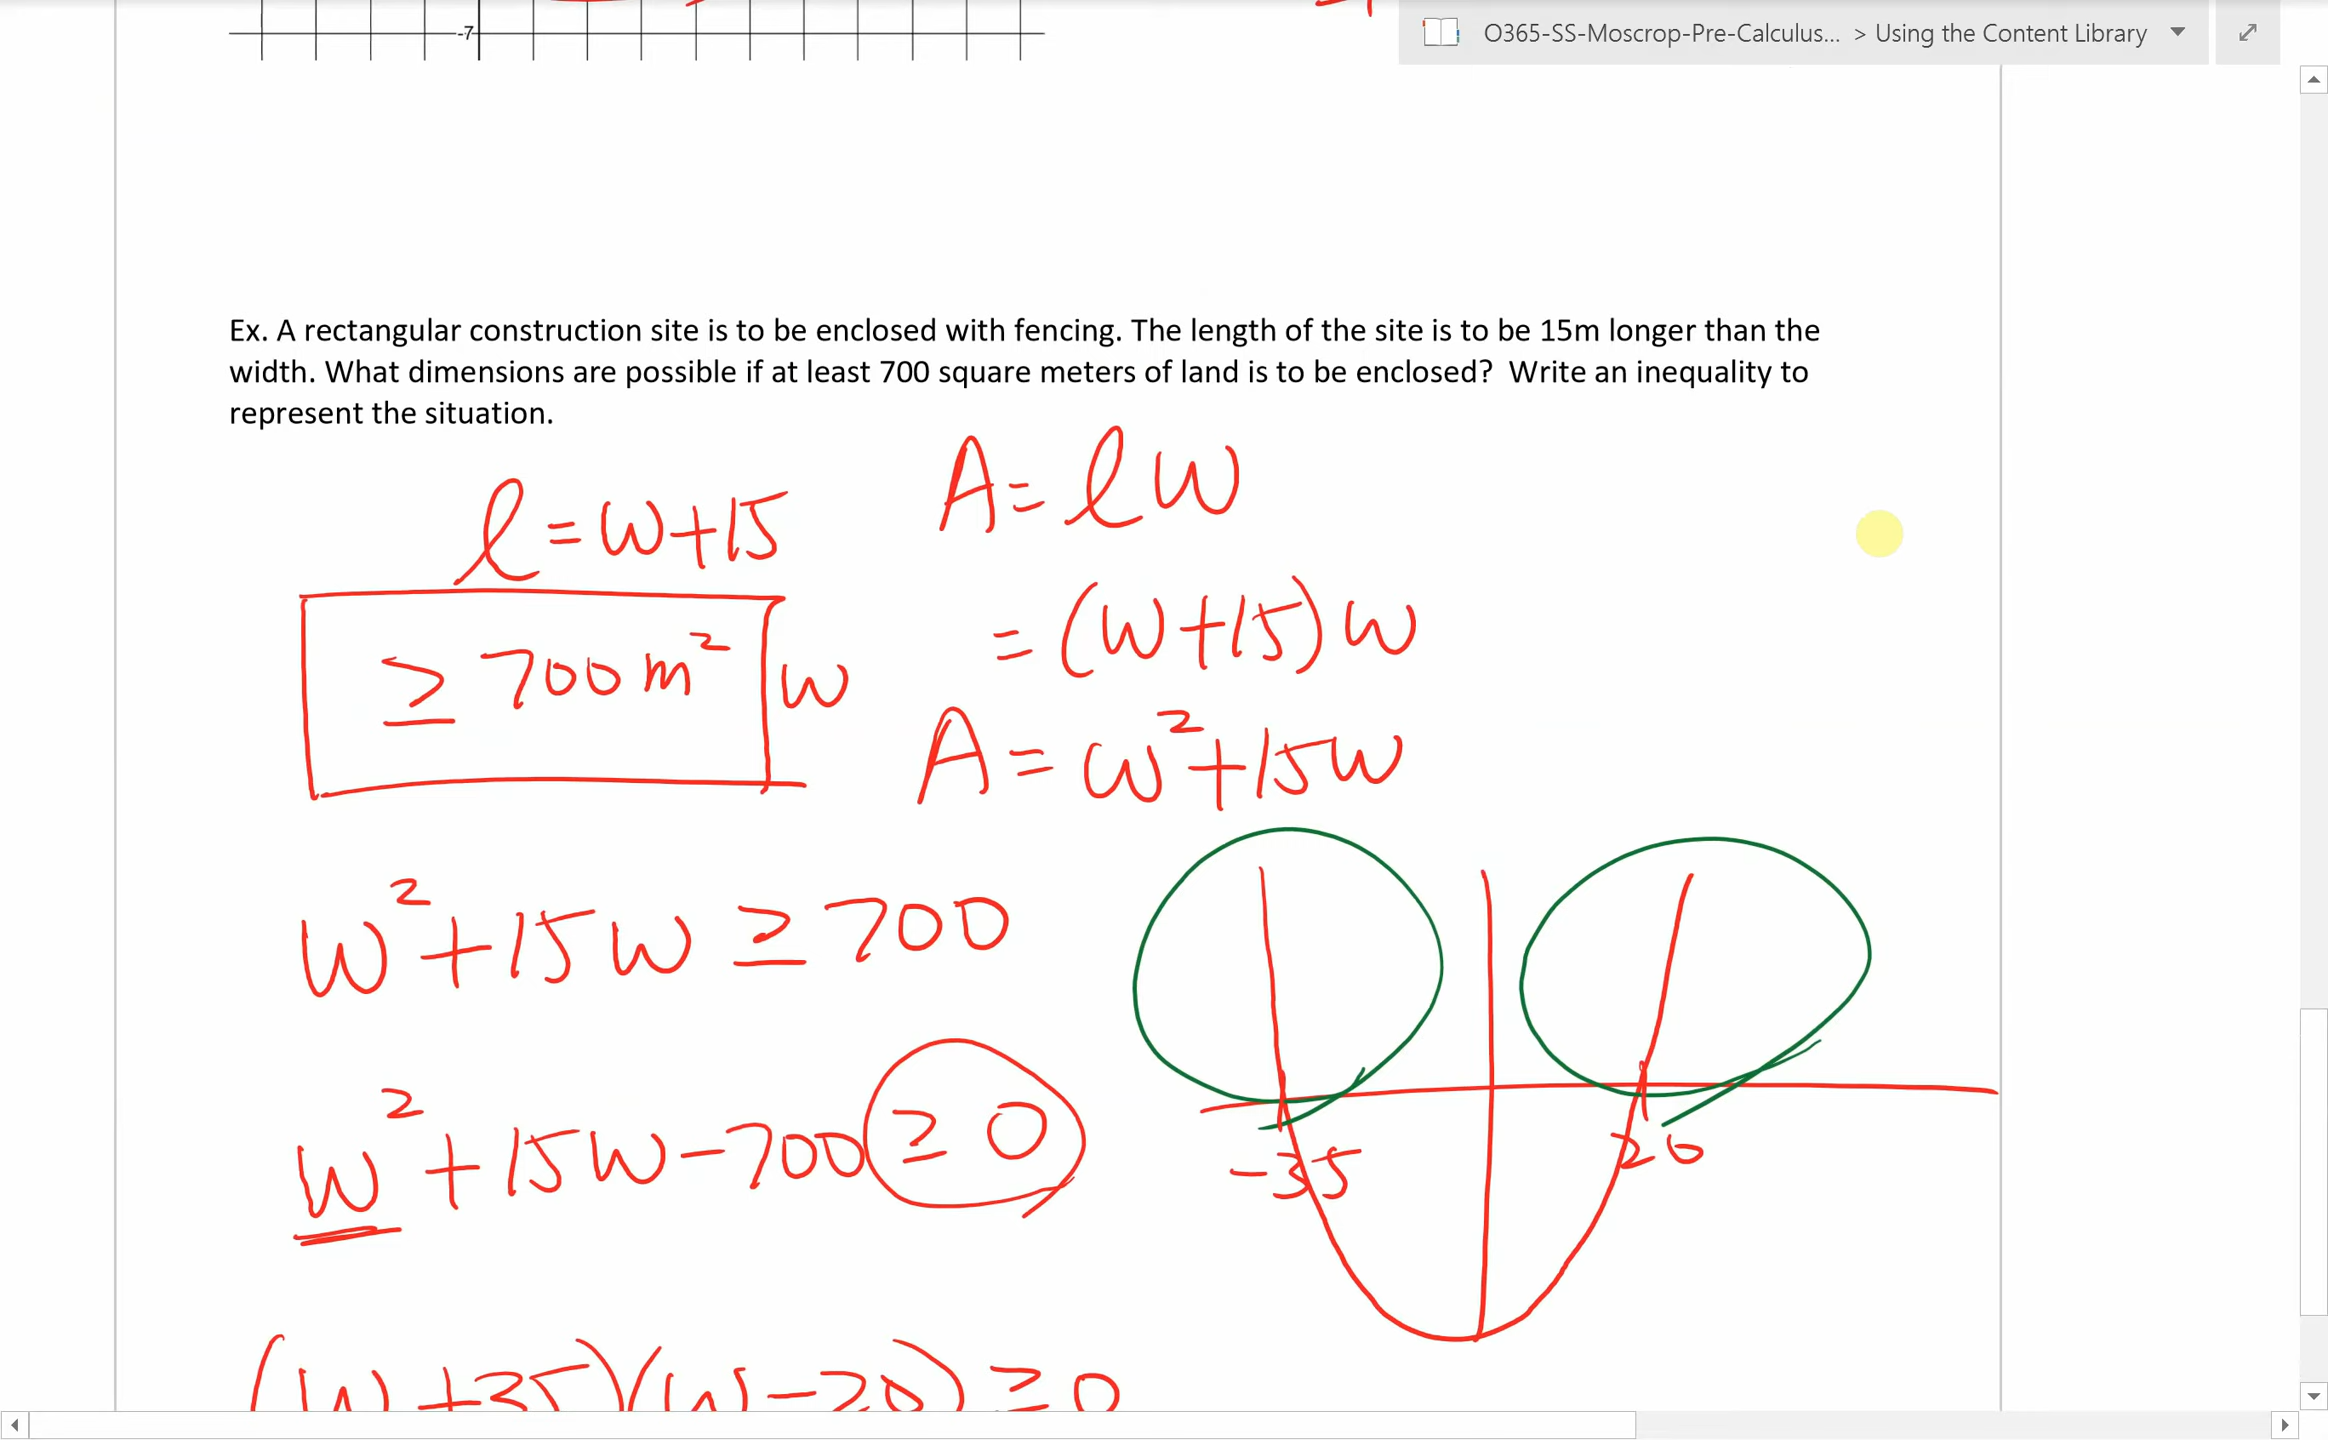 -7
O365-SS-Moscrop-Pre-Calculus... > Using the Content Library
Ex. A rectangular construction site is to be enclosed with fencing. The length of the site is to be 15m longer than the
width. What dimensions are possible if at least 700 square meters of land is to be enclosed? Write an inequality to
represent the situation.
l = w+15
≥ 700 m² w
A = lw
= (w+15)w
A = w²+15w
w²+15w ≥ 700
w²+15w-700 ≥ 0
-35 20
(w+35)(w-20) ≥ 0